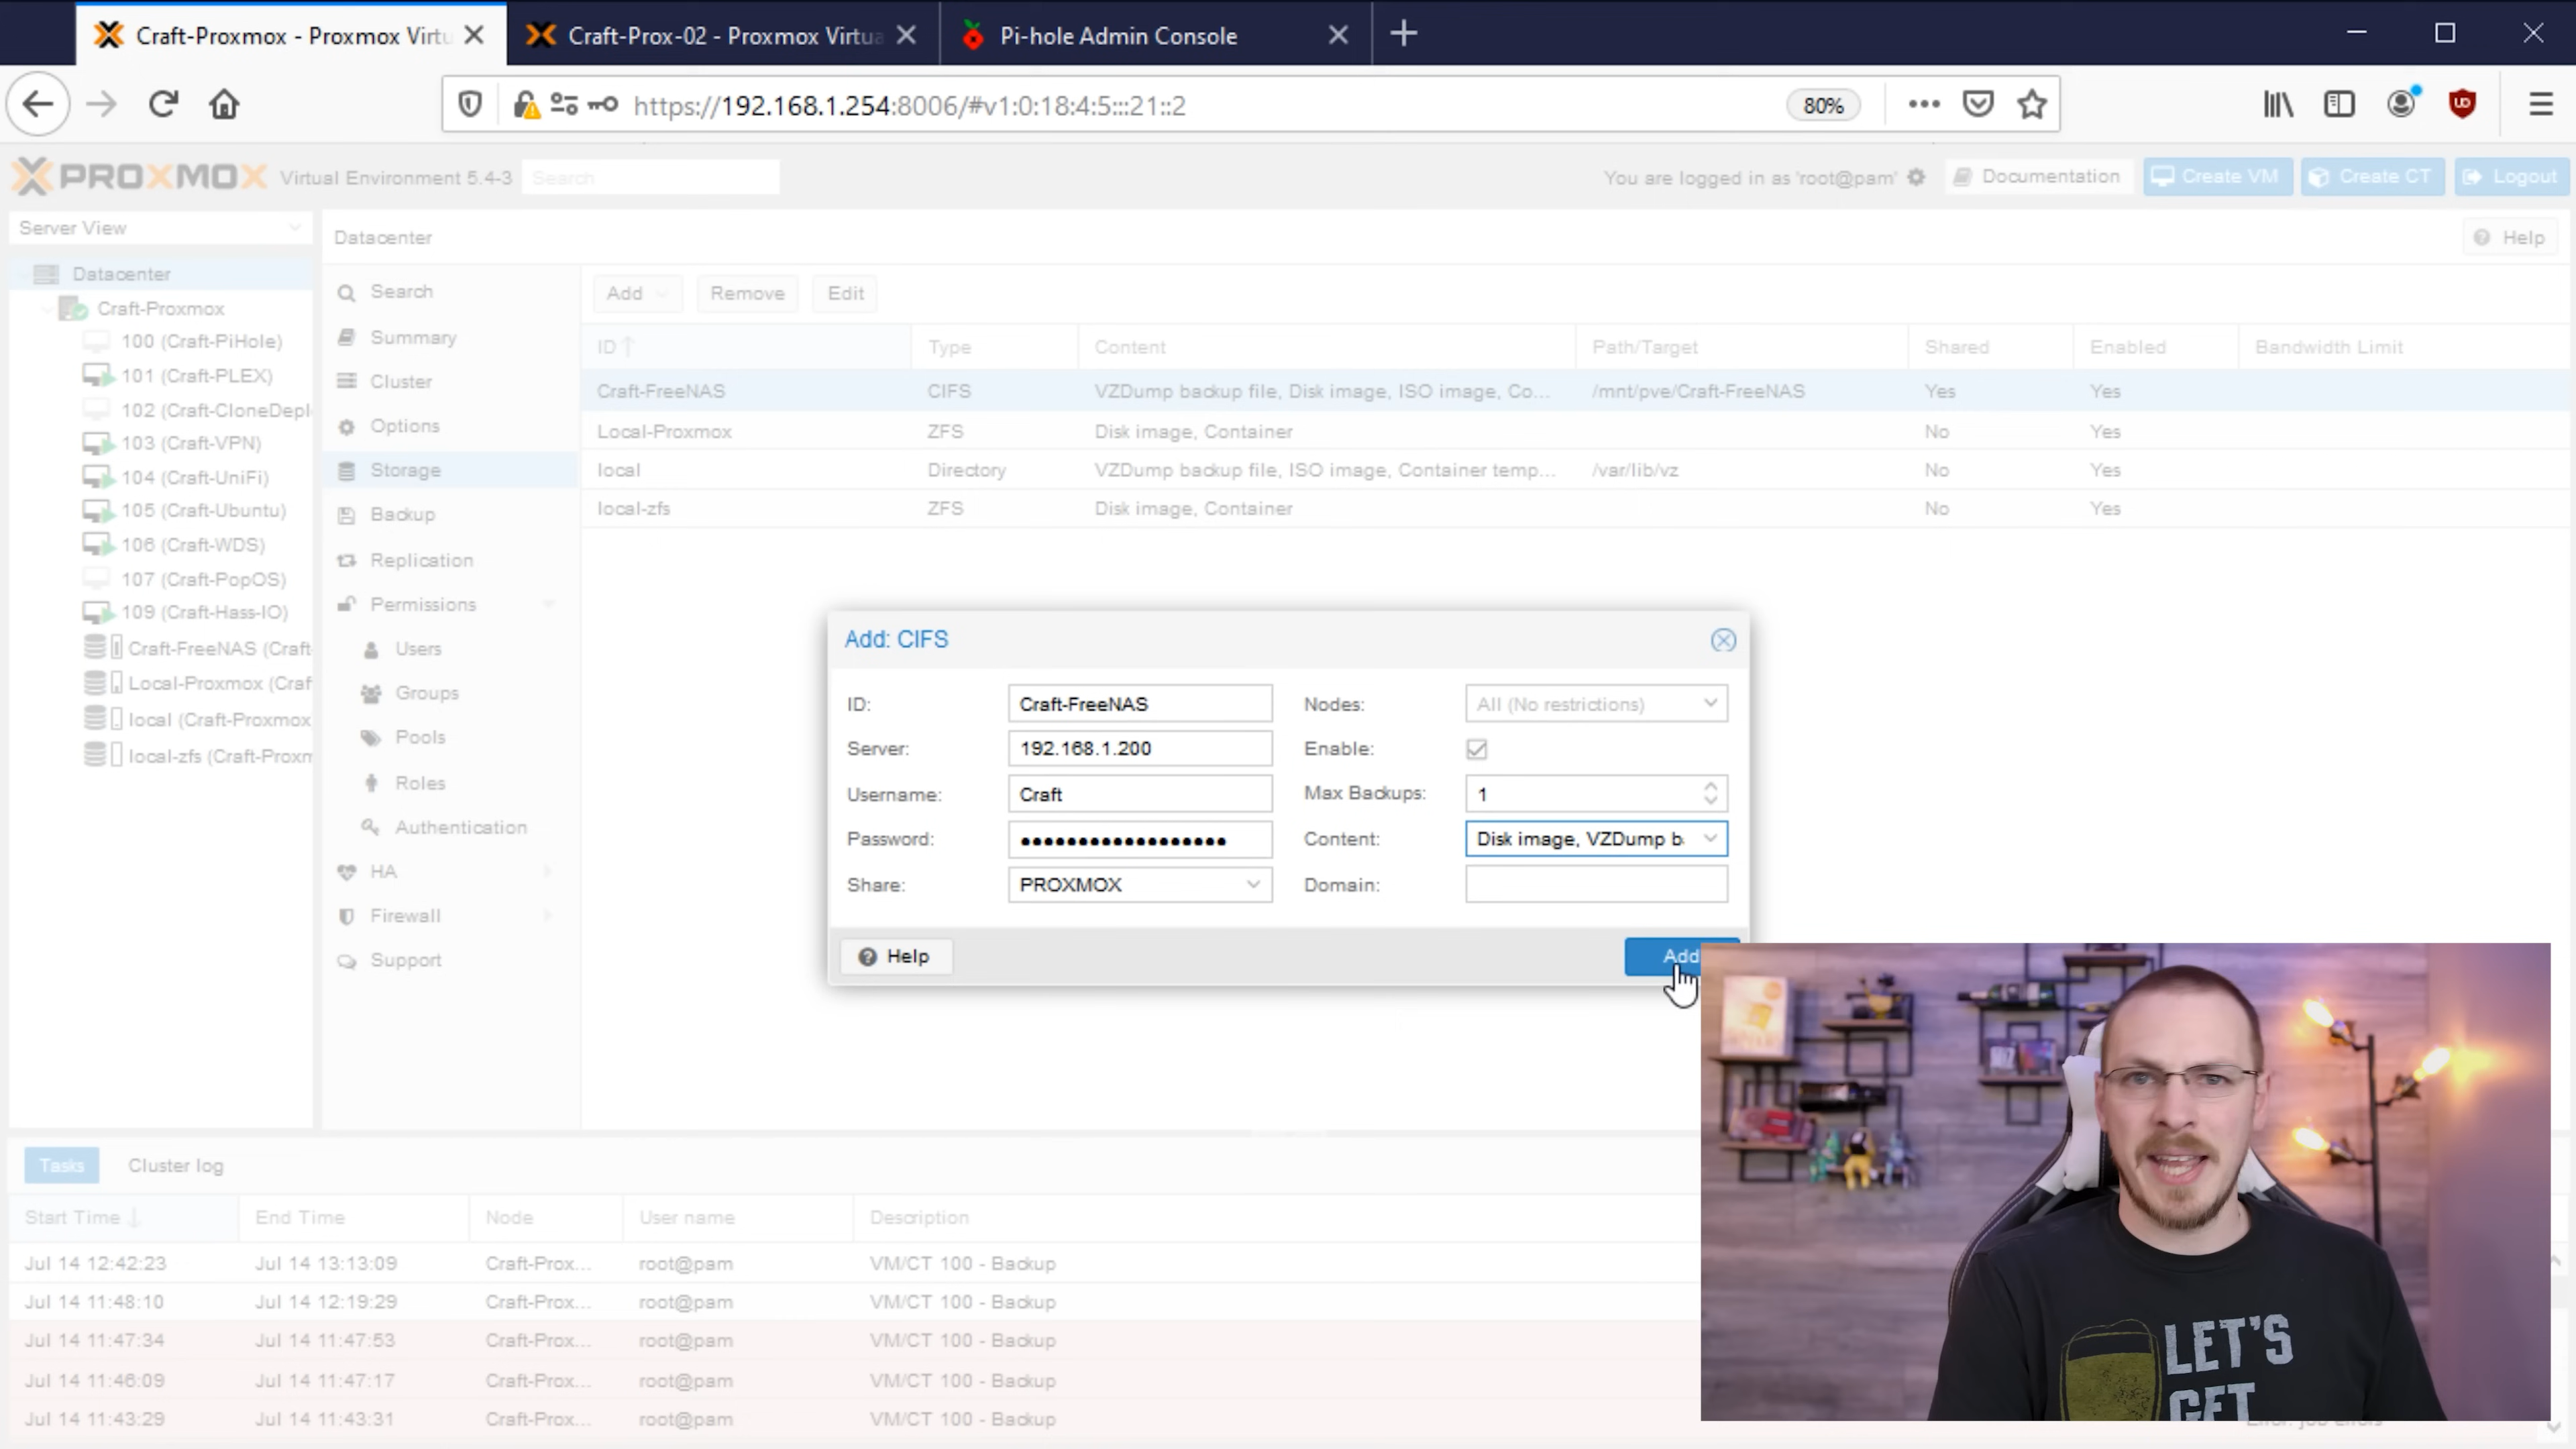 Craft-Proxmox - Proxmox Virtu
Craft-Prox-02 - Proxmox Virtua
Pi-hole Admin Console
https://192.168.1.254:8006/#v1:0:18:4:5:::21::2
80%
PROXMOX Virtual Environment 5.4-3 Search
You are logged in as 'root@pam' Documentation Create VM Create CT Logout
Server View
Datacenter
Craft-Proxmox
100 (Craft-PiHole)
101 (Craft-PLEX)
102 (Craft-CloneDepl
103 (Craft-VPN)
104 (Craft-UniFi)
105 (Craft-Ubuntu)
106 (Craft-WDS)
107 (Craft-PopOS)
109 (Craft-Hass-IO)
Craft-FreeNAS (Craft-
Local-Proxmox (Craf
local (Craft-Proxmox
local-zfs (Craft-Proxm
Datacenter
Help
Search
Summary
Cluster
Options
Storage
Backup
Replication
Permissions
Users
Groups
Pools
Roles
Authentication
HA
Firewall
Support
Add Remove Edit
ID Type Content Path/Target Shared Enabled Bandwidth Limit
Craft-FreeNAS CIFS VZDump backup file, Disk image, ISO image, Co... /mnt/pve/Craft-FreeNAS Yes Yes
Local-Proxmox ZFS Disk image, Container No Yes
local Directory VZDump backup file, ISO image, Container temp... /var/lib/vz No Yes
local-zfs ZFS Disk image, Container No Yes
Add: CIFS
ID: Craft-FreeNAS Nodes: All (No restrictions)
Server: 192.168.1.200 Enable:
Username: Craft Max Backups: 1
Password: •••••••••••••••••• Content: Disk image, VZDump b
Share: PROXMOX Domain:
Help Add
Tasks Cluster log
Start Time End Time Node User name Description
Jul 14 12:42:23 Jul 14 13:13:09 Craft-Prox... root@pam VM/CT 100 - Backup
Jul 14 11:48:10 Jul 14 12:19:29 Craft-Prox... root@pam VM/CT 100 - Backup
Jul 14 11:47:34 Jul 14 11:47:53 Craft-Prox... root@pam VM/CT 100 - Backup
Jul 14 11:46:09 Jul 14 11:47:17 Craft-Prox... root@pam VM/CT 100 - Backup
Jul 14 11:43:29 Jul 14 11:43:31 Craft-Prox... root@pam VM/CT 100 - Backup
Error: job errors
LET'S
GET